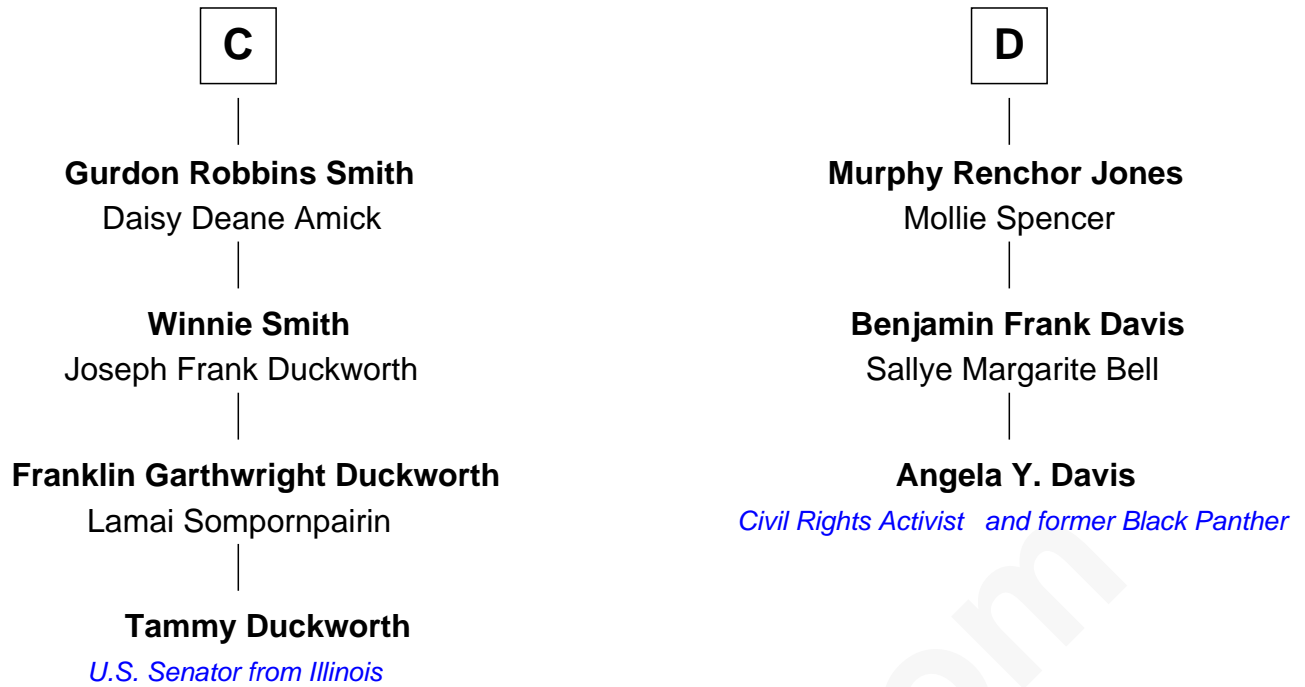 C
Gurdon Robbins Smith
Daisy Deane Amick
Winnie Smith
Joseph Frank Duckworth
Franklin Garthwright Duckworth
Lamai Sompornpairin
Tammy Duckworth
U.S. Senator from Illinois
D
Murphy Renchor Jones
Mollie Spencer
Benjamin Frank Davis
Sallye Margarite Bell
Angela Y. Davis
Civil Rights Activist and former Black Panther
om